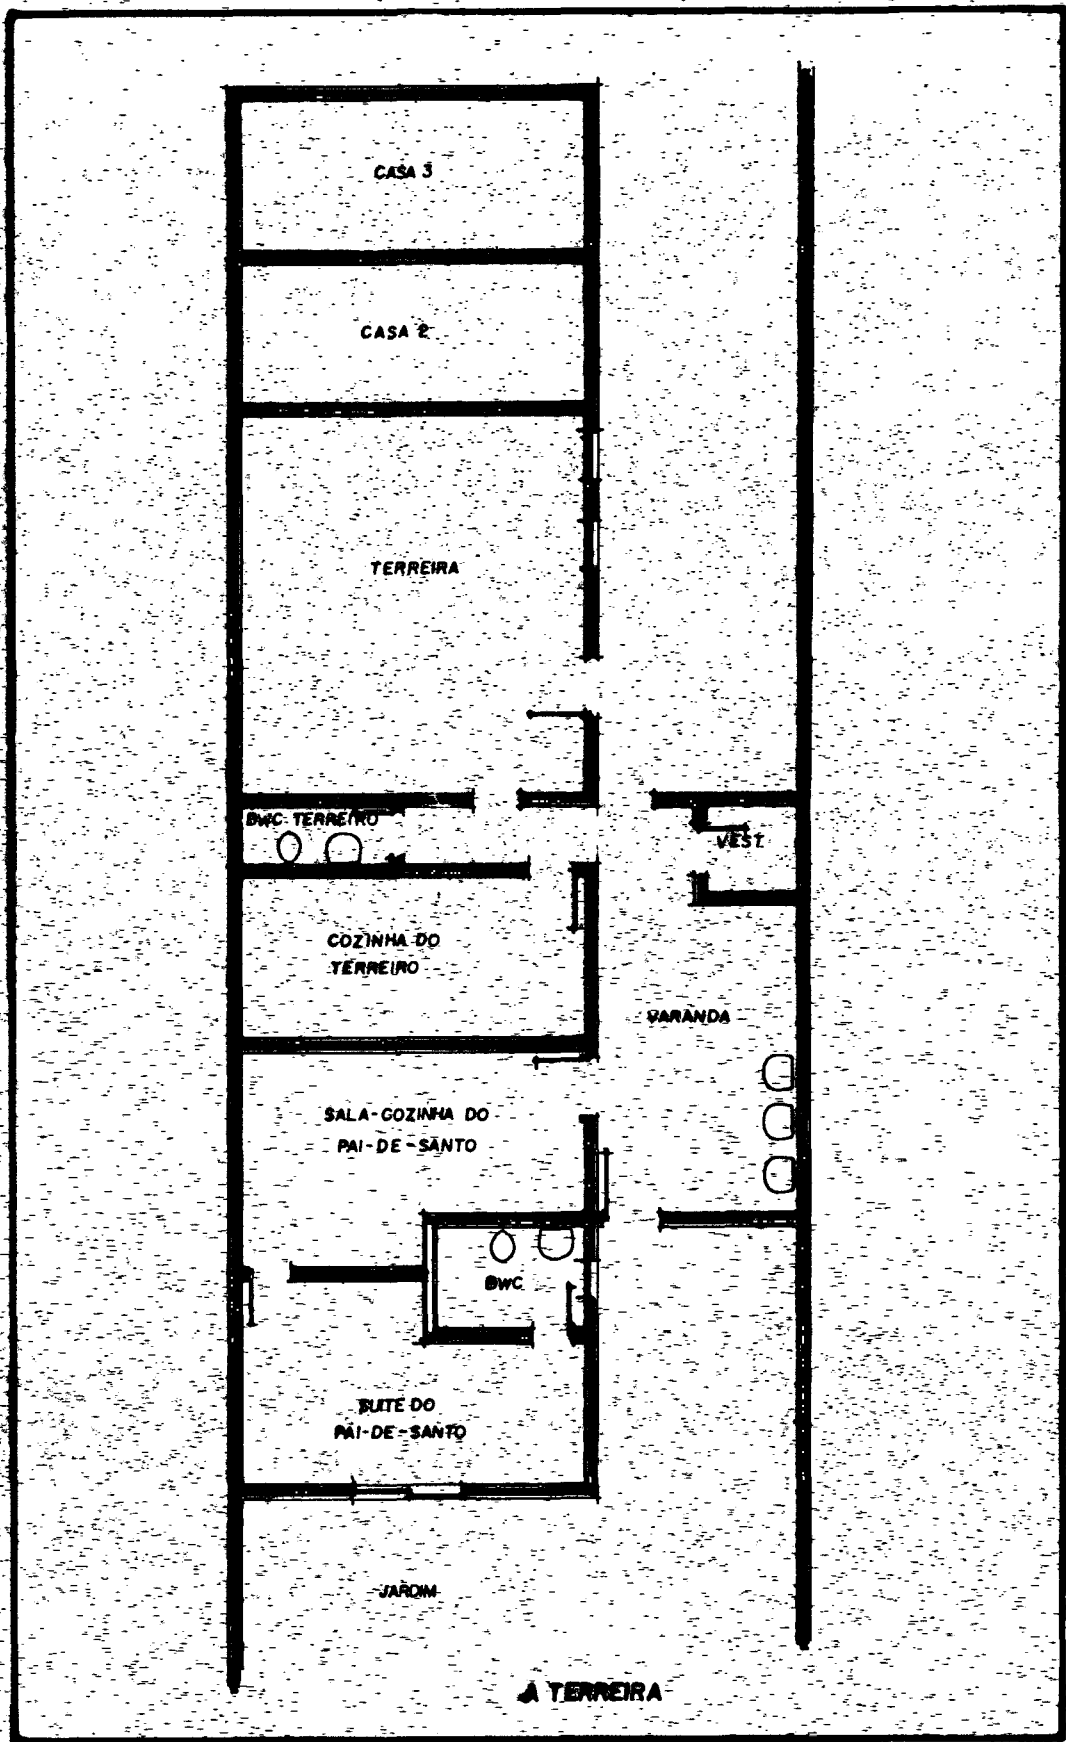 CASA 3
CASA 2
TERREIRA
BWC TERREIRO
VEST.
COZINHA DO
TERREIRO
VARANDA
SALA-COZINHA DO
PAI-DE-SANTO
BWC
SUITE DO
PAI-DE-SANTO
JARDIM
A TERREIRA